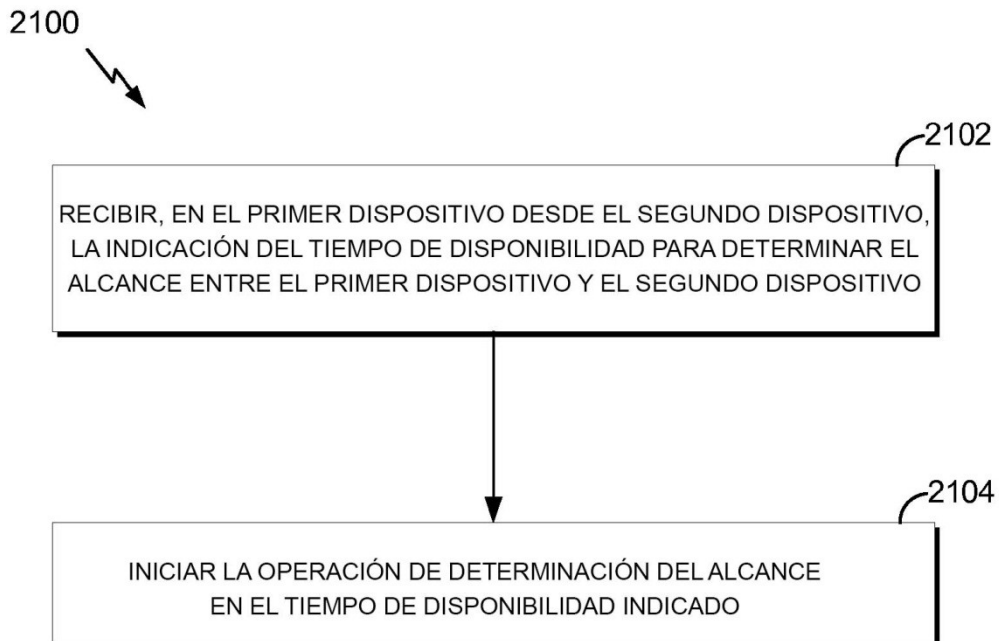 2100
2102
RECIBIR, EN EL PRIMER DISPOSITIVO DESDE EL SEGUNDO DISPOSITIVO,
LA INDICACIÓN DEL TIEMPO DE DISPONIBILIDAD PARA DETERMINAR EL
ALCANCE ENTRE EL PRIMER DISPOSITIVO Y EL SEGUNDO DISPOSITIVO
2104
INICIAR LA OPERACIÓN DE DETERMINACIÓN DEL ALCANCE
EN EL TIEMPO DE DISPONIBILIDAD INDICADO